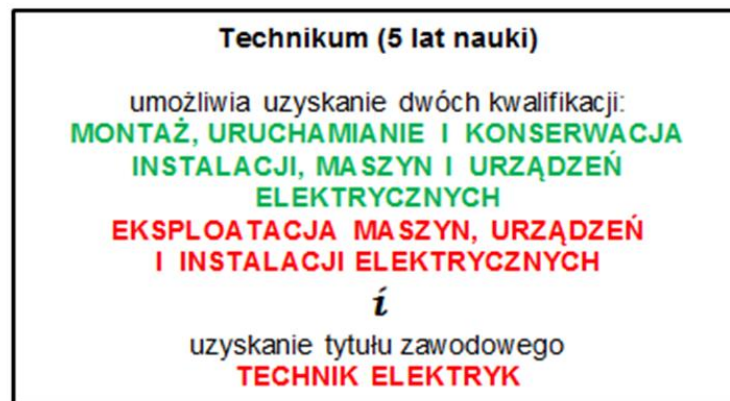 Technikum (5 lat nauki)
umożliwia uzyskanie dwóch kwalifikacji:
MONTAŻ, URUCHAMIANIE I KONSERWACJA
INSTALACJI, MASZYN I URZĄDZEŃ
ELEKTRYCZNYCH
EKSPLOATACJA MASZYN, URZĄDZEŃ
I INSTALACJI ELEKTRYCZNYCH
i
uzyskanie tytułu zawodowego
TECHNIK ELEKTRYK